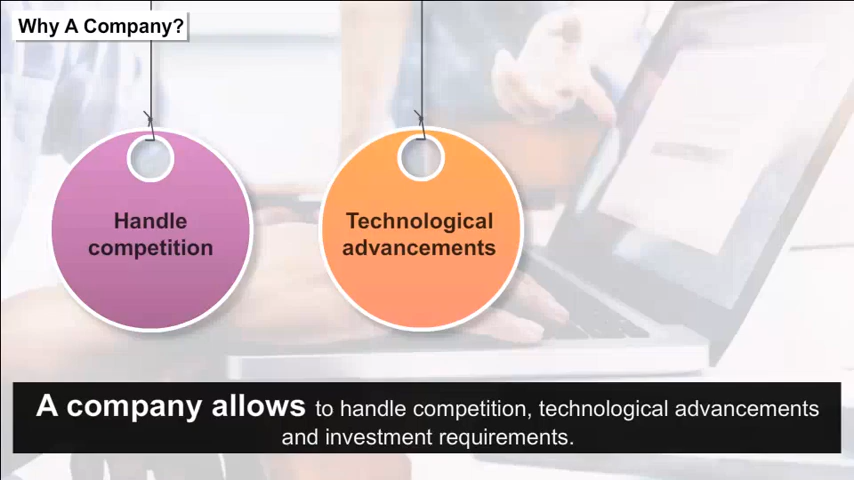 Why A Company?
Handle
competition
Technological
advancements
A company allows to handle competition, technological advancements
and investment requirements.